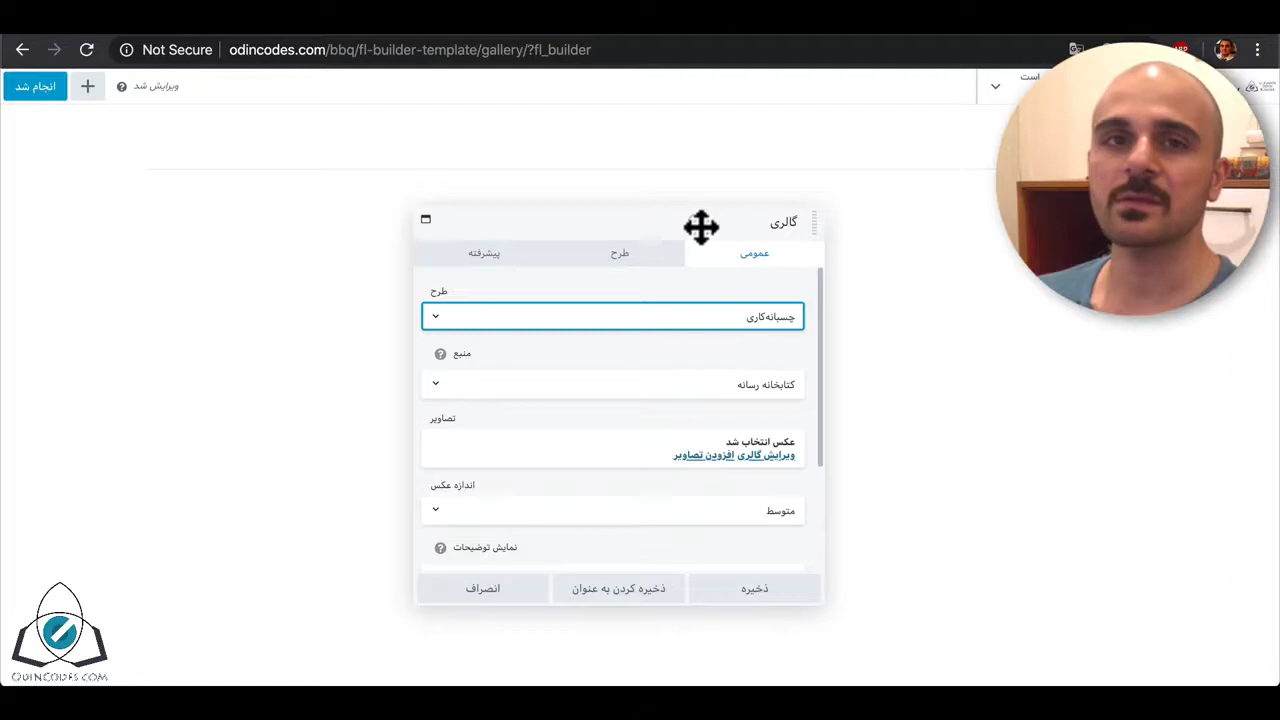 Not Secure
odincodes.com/bbq/fl-builder-template/gallery/?fl_builder
انجام شد
ویرایش شد
است
گالری
عمومی
طرح
پیشرفته
طرح
چسبانه‌کاری
منبع
کتابخانه رسانه
تصاویر
عکس انتخاب شد
ویرایش گالری افزودن تصاویر
اندازه عکس
متوسط
نمایش توضیحات
ذخیره
ذخیره کردن به عنوان
انصراف
OdinCodes.com